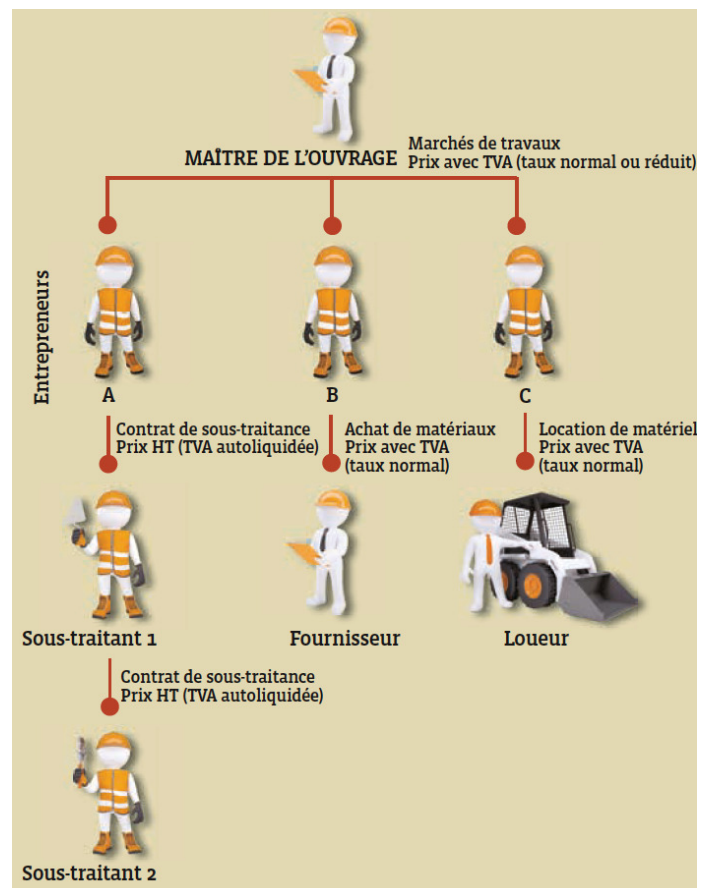 MAÎTRE DE L'OUVRAGE
Marchés de travaux
Prix avec TVA (taux normal ou réduit)
Entrepreneurs
A
B
C
Contrat de sous-traitance
Prix HT (TVA autoliquidée)
Achat de matériaux
Prix avec TVA
(taux normal)
Location de matériel
Prix avec TVA
(taux normal)
Sous-traitant 1
Fournisseur
Loueur
Contrat de sous-traitance
Prix HT (TVA autoliquidée)
Sous-traitant 2